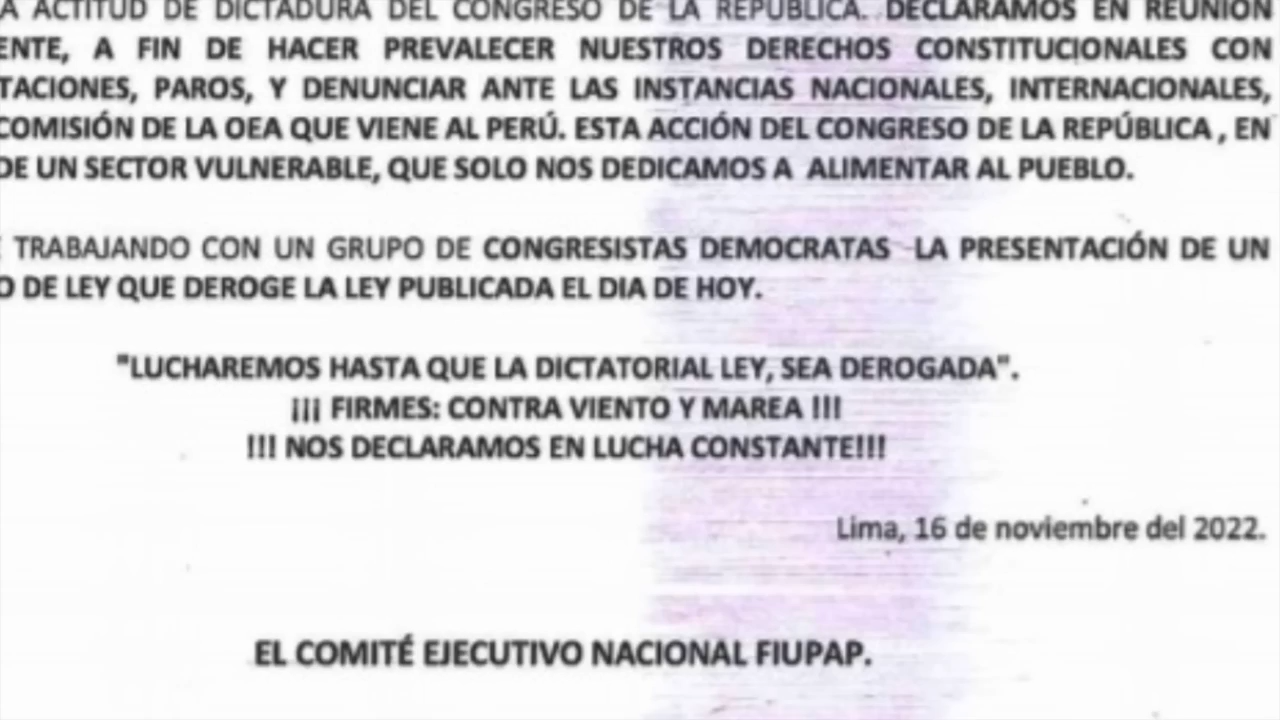 A ACTITUD DE DICTADURA DEL CONGRESO DE LA REPÚBLICA. DECLARAMOS EN REUNIÓN
ENTE, A FIN DE HACER PREVALECER NUESTROS DERECHOS CONSTITUCIONALES CON
TACIONES, PAROS, Y DENUNCIAR ANTE LAS INSTANCIAS NACIONALES, INTERNACIONALES,
COMISIÓN DE LA OEA QUE VIENE AL PERÚ. ESTA ACCIÓN DEL CONGRESO DE LA REPÚBLICA , EN
DE UN SECTOR VULNERABLE, QUE SOLO NOS DEDICAMOS A ALIMENTAR AL PUEBLO.
TRABAJANDO CON UN GRUPO DE CONGRESISTAS DEMOCRATAS LA PRESENTACIÓN DE UN
O DE LEY QUE DEROGE LA LEY PUBLICADA EL DIA DE HOY.
"LUCHAREMOS HASTA QUE LA DICTATORIAL LEY, SEA DEROGADA".
¡¡¡ FIRMES: CONTRA VIENTO Y MAREA !!!
!!! NOS DECLARAMOS EN LUCHA CONSTANTE!!!
Lima, 16 de noviembre del 2022.
EL COMITÉ EJECUTIVO NACIONAL FIUPAP.